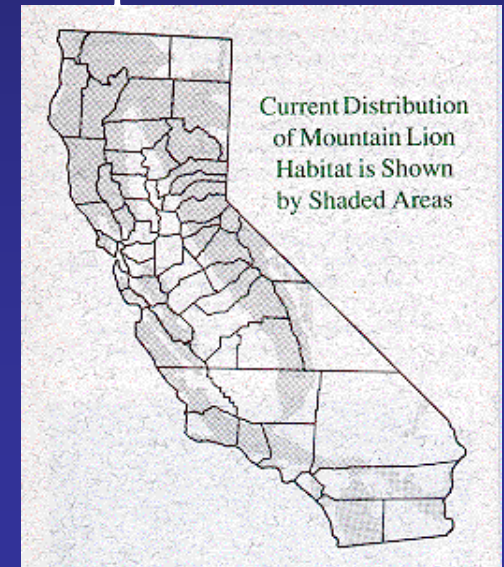 Current Distribution
of Mountain Lion
Habitat is Shown
by Shaded Areas